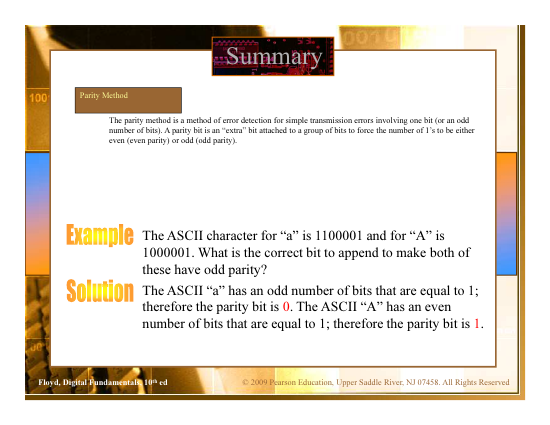 0010
Summary
100
Parity Method
The parity method is a method of error detection for simple transmission errors involving one bit (or an odd
number of bits). A parity bit is an “extra” bit attached to a group of bits to force the number of 1’s to be either
even (even parity) or odd (odd parity).
Example
The ASCII character for “a” is 1100001 and for “A” is
1000001. What is the correct bit to append to make both of
these have odd parity?
Solution
The ASCII “a” has an odd number of bits that are equal to 1;
therefore the parity bit is 0. The ASCII “A” has an even
number of bits that are equal to 1; therefore the parity bit is 1.
00
Floyd, Digital Fundamentals, 10th ed
© 2009 Pearson Education, Upper Saddle River, NJ 07458. All Rights Reserved